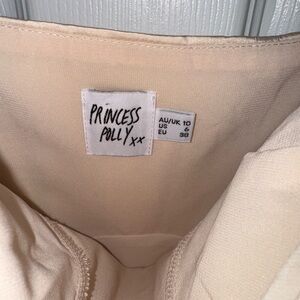 PRINCESS
POLLY xx
AU/UK 10
US 6
EU 38